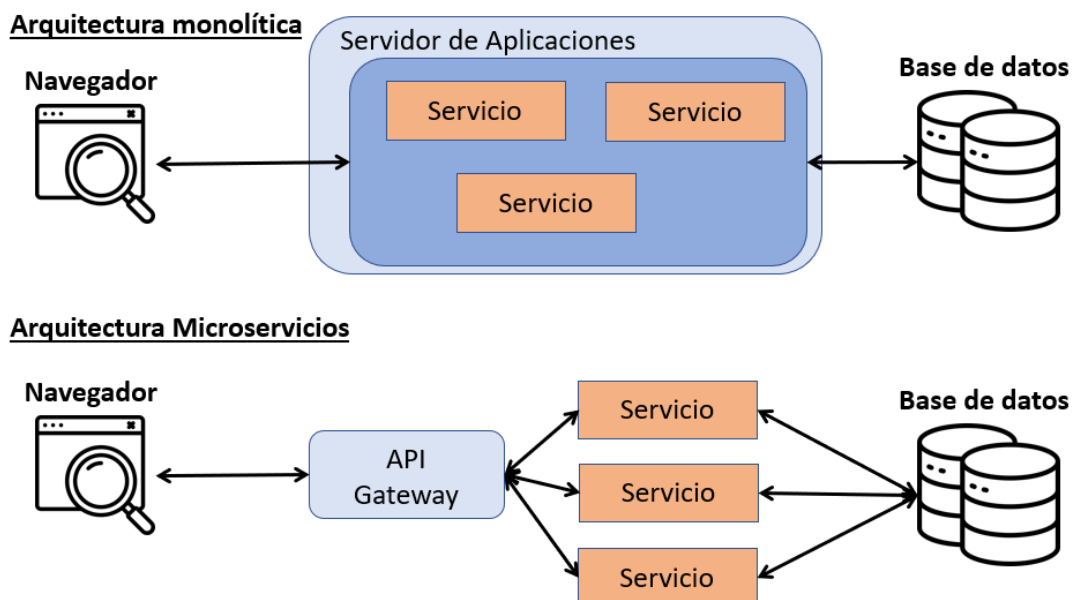 Arquitectura monolítica
Servidor de Aplicaciones
Navegador
Base de datos
Servicio
Servicio
Servicio
Arquitectura Microservicios
Navegador
Base de datos
Servicio
API
Gateway
Servicio
Servicio